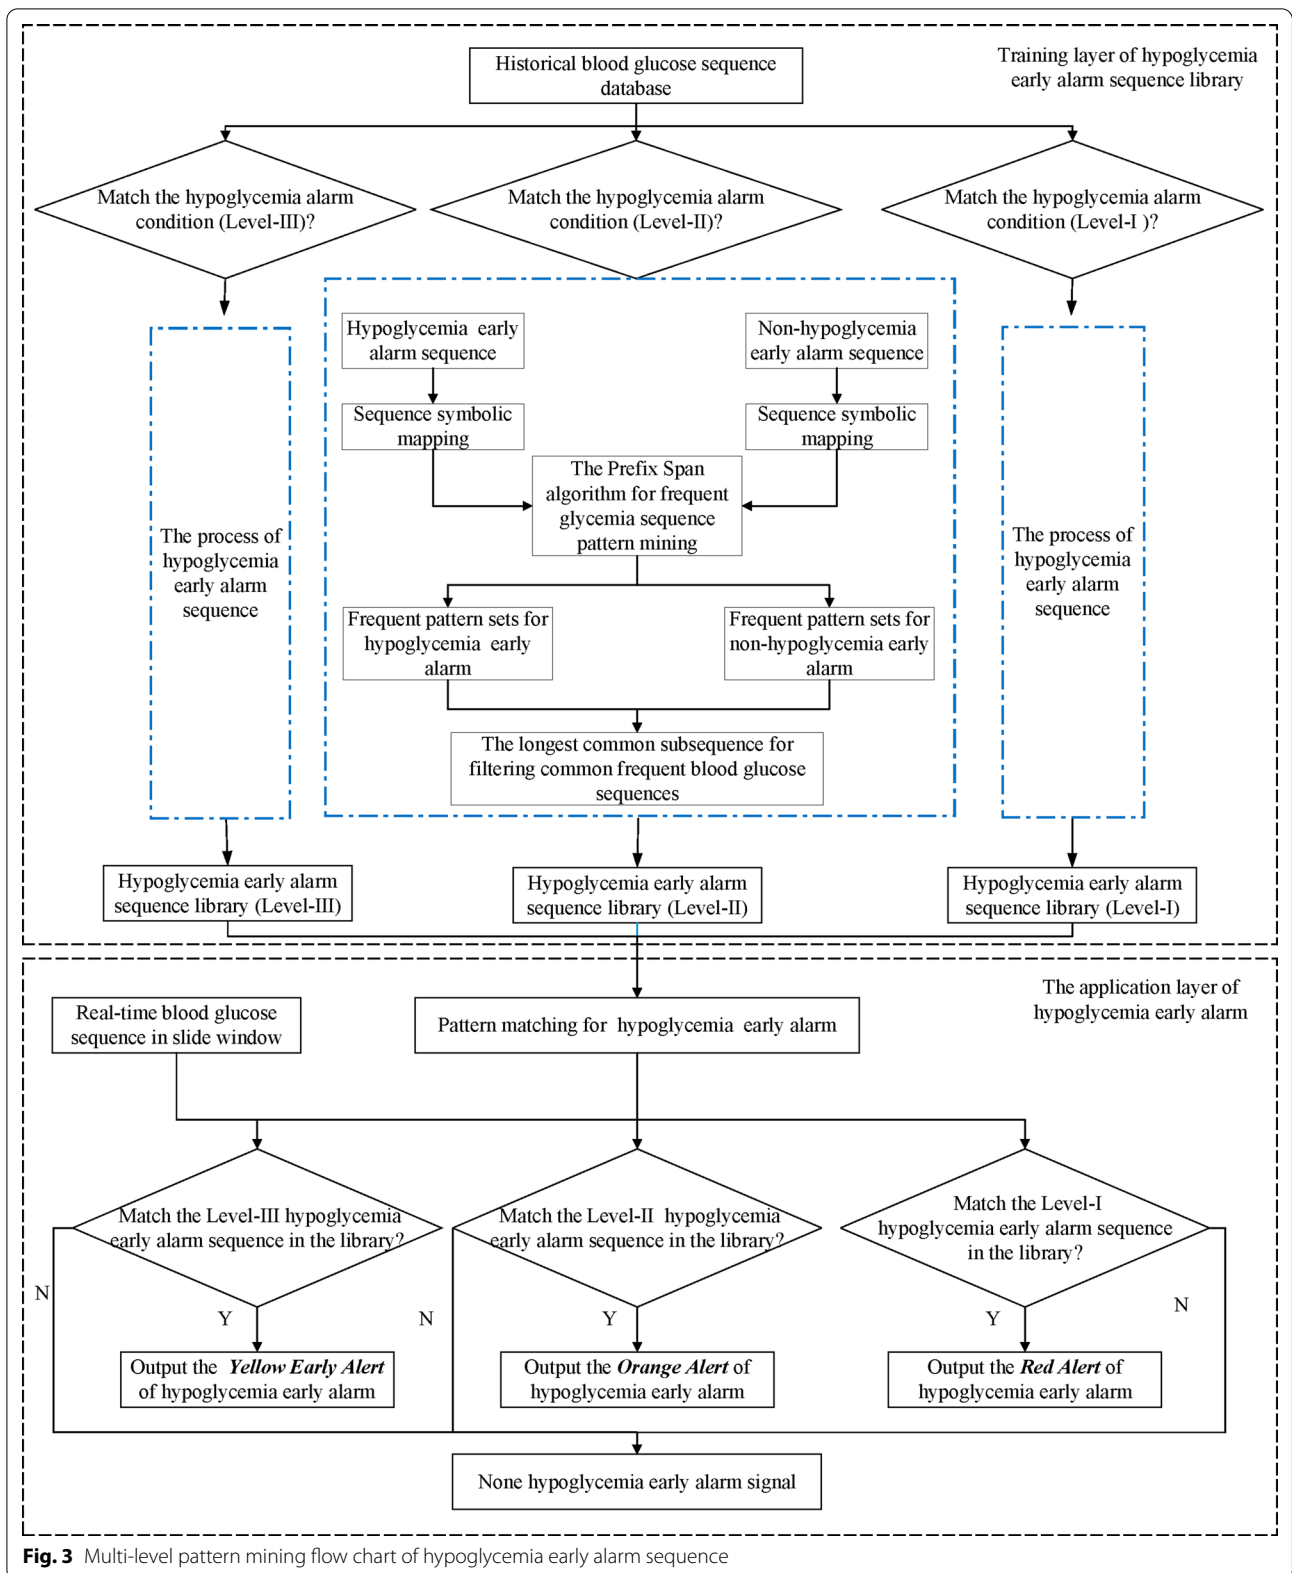 Historical blood glucose sequence
database
Training layer of hypoglycemia
early alarm sequence library
Match the hypoglycemia alarm
condition (Level-III)?
Match the hypoglycemia alarm
condition (Level-II)?
Match the hypoglycemia alarm
condition (Level-I )?
Hypoglycemia early
alarm sequence
Non-hypoglycemia
early alarm sequence
Sequence symbolic
mapping
Sequence symbolic
mapping
The Prefix Span
algorithm for frequent
glycemia sequence
pattern mining
The process of
hypoglycemia
early alarm
sequence
The process of
hypoglycemia
early alarm
sequence
Frequent pattern sets for
hypoglycemia early
alarm
Frequent pattern sets for
non-hypoglycemia early
alarm
The longest common subsequence for
filtering common frequent blood glucose
sequences
Hypoglycemia early alarm
sequence library (Level-III)
Hypoglycemia early alarm
sequence library (Level-II)
Hypoglycemia early alarm
sequence library (Level-I)
The application layer of
hypoglycemia early alarm
Real-time blood glucose
sequence in slide window
Pattern matching for hypoglycemia early alarm
Match the Level-III hypoglycemia
early alarm sequence in the library?
Match the Level-II hypoglycemia
early alarm sequence in the library?
Match the Level-I
hypoglycemia early alarm sequence
in the library?
N
Y
N
Y
Y
N
Output the Yellow Early Alert
of hypoglycemia early alarm
Output the Orange Alert of
hypoglycemia early alarm
Output the Red Alert of
hypoglycemia early alarm
None hypoglycemia early alarm signal
Fig. 3 Multi-level pattern mining flow chart of hypoglycemia early alarm sequence